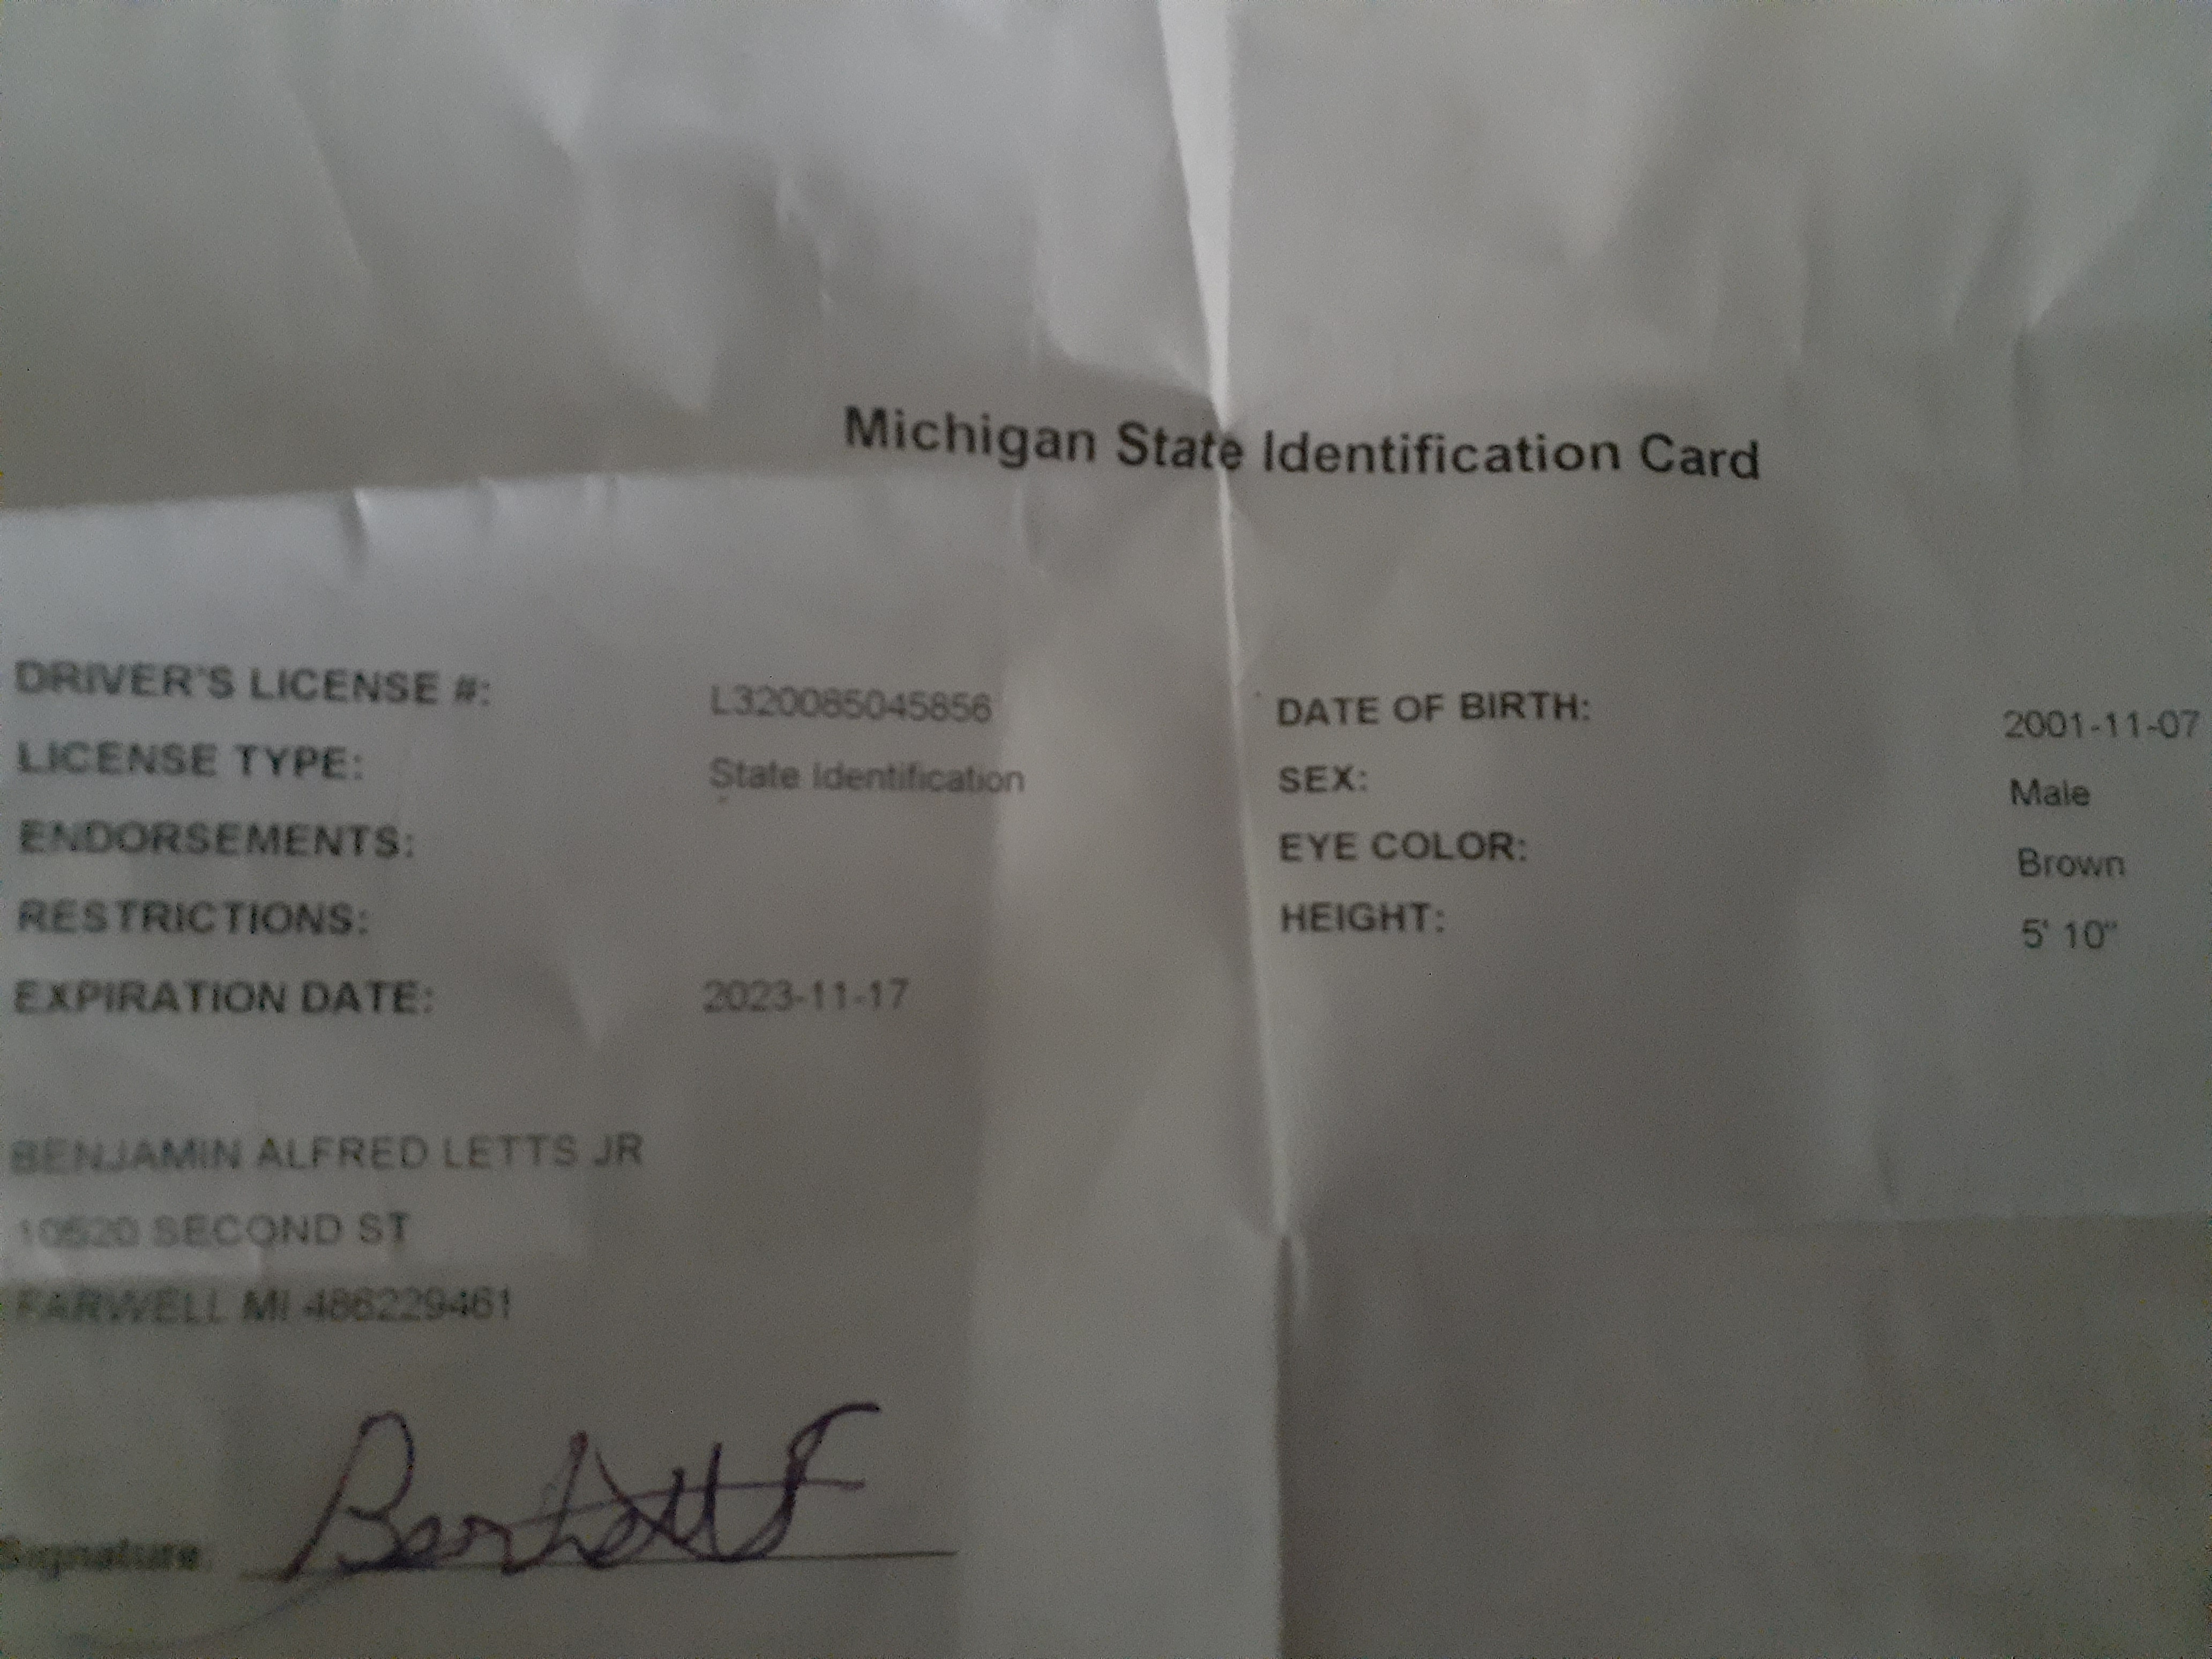 Michigan State Identification Card
DRIVER'S LICENSE #: L320085045856
LICENSE TYPE: State Identification
ENDORSEMENTS:
RESTRICTIONS:
EXPIRATION DATE: 2023-11-17
DATE OF BIRTH: 2001-11-07
SEX: Male
EYE COLOR: Brown
HEIGHT: 5' 10"
BENJAMIN ALFRED LETTS JR
10520 SECOND ST
FARWELL MI 486229461
Signature